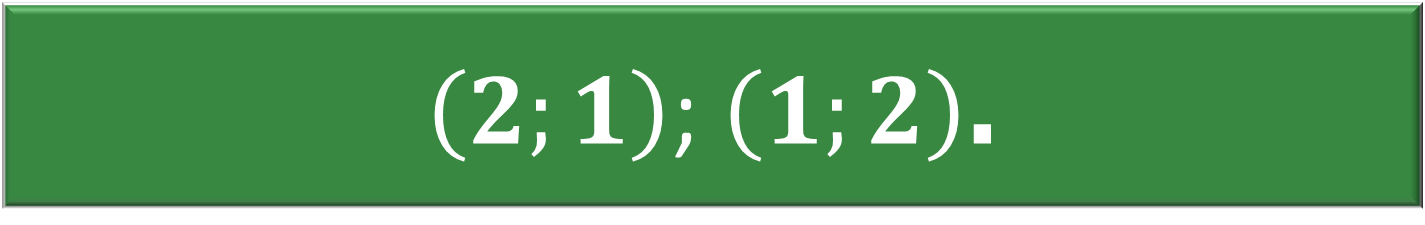 (2; 1); (1; 2).